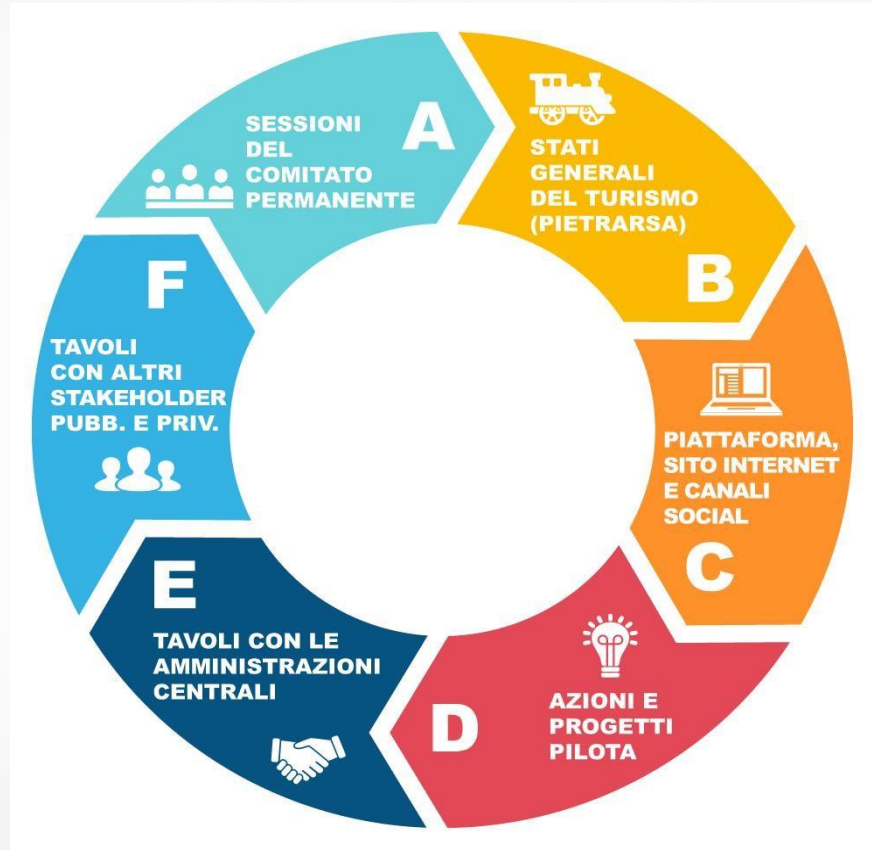 A
SESSIONI
DEL
COMITATO
PERMANENTE
STATI
GENERALI
DEL TURISMO
(PIETRARSA)
B
PIATTAFORMA,
SITO INTERNET
E CANALI
SOCIAL
C
AZIONI E
PROGETTI
PILOTA
D
E
TAVOLI CON LE
AMMINISTRAZIONI
CENTRALI
F
TAVOLI
CON ALTRI
STAKEHOLDER
PUBB. E PRIV.